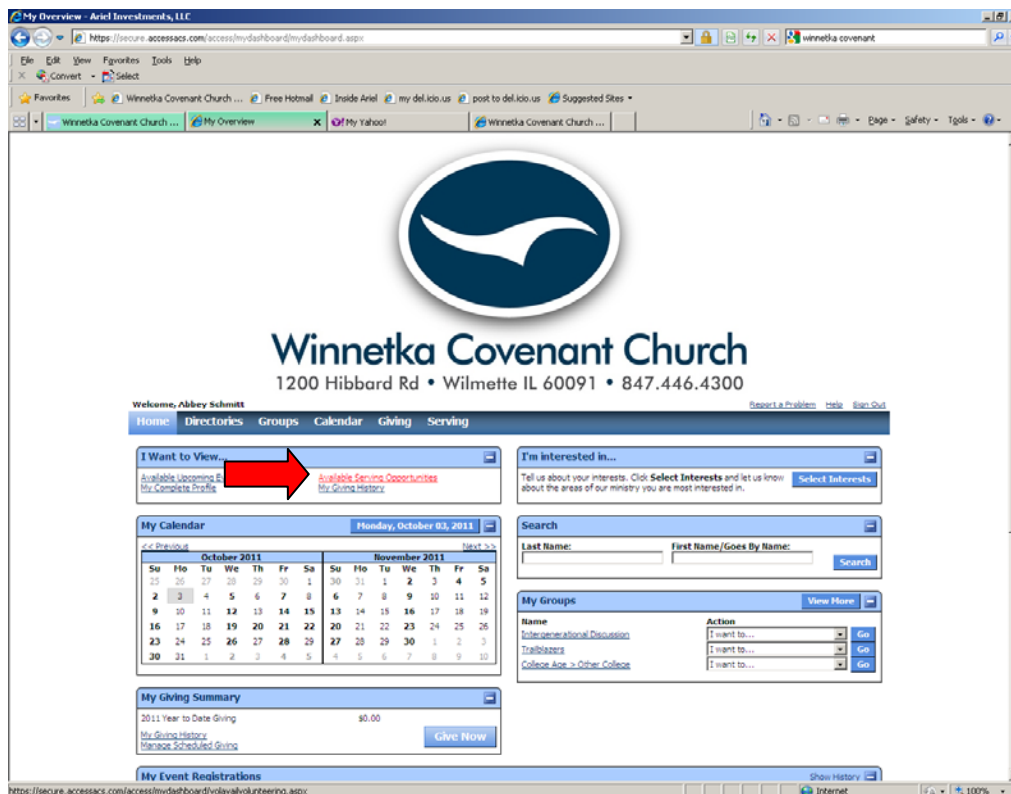 My Overview - Ariel Investments, LLC
https://secure.accessacs.com/access/mydashboard/mydashboard.aspx
winnetka covenant
File Edit View Favorites Tools Help
Convert Select
Favorites Winnetka Covenant Church ... Free Hotmail Inside Ariel my del.icio.us post to del.icio.us Suggested Sites
Winnetka Covenant Church ... My Overview x My Yahoo! Winnetka Covenant Church ... Page Safety Tools
Winnetka Covenant Church
1200 Hibbard Rd • Wilmette IL 60091 • 847.446.4300
Welcome, Abbey Schmitt Report a Problem Help Sign Out
Home Directories Groups Calendar Giving Serving
I Want to View...
Available Upcoming E Available Serving Opportunities
My Complete Profile My Giving History
I'm interested in...
Tell us about your interests. Click Select Interests and let us know
about the areas of our ministry you are most interested in.
Select Interests
My Calendar Monday, October 03, 2011
<< Previous Next >>
October 2011 November 2011
Su Mo Tu We Th Fr Sa Su Mo Tu We Th Fr Sa
25 26 27 28 29 30 1 30 31 1 2 3 4 5
2 3 4 5 6 7 8 6 7 8 9 10 11 12
9 10 11 12 13 14 15 13 14 15 16 17 18 19
16 17 18 19 20 21 22 20 21 22 23 24 25 26
23 24 25 26 27 28 29 27 28 29 30 1 2 3
30 31 1 2 3 4 5 4 5 6 7 8 9 10
Search
Last Name: First Name/Goes By Name:
Search
My Groups View More
Name Action
Intergenerational Discussion I want to... Go
Trailblazers I want to... Go
College Age > Other College I want to... Go
My Giving Summary
2011 Year to Date Giving $0.00
My Giving History
Manage Scheduled Giving
Give Now
My Event Registrations Show History
https://secure.accessacs.com/access/mydashboard/volavailvolunteering.aspx Internet 100%